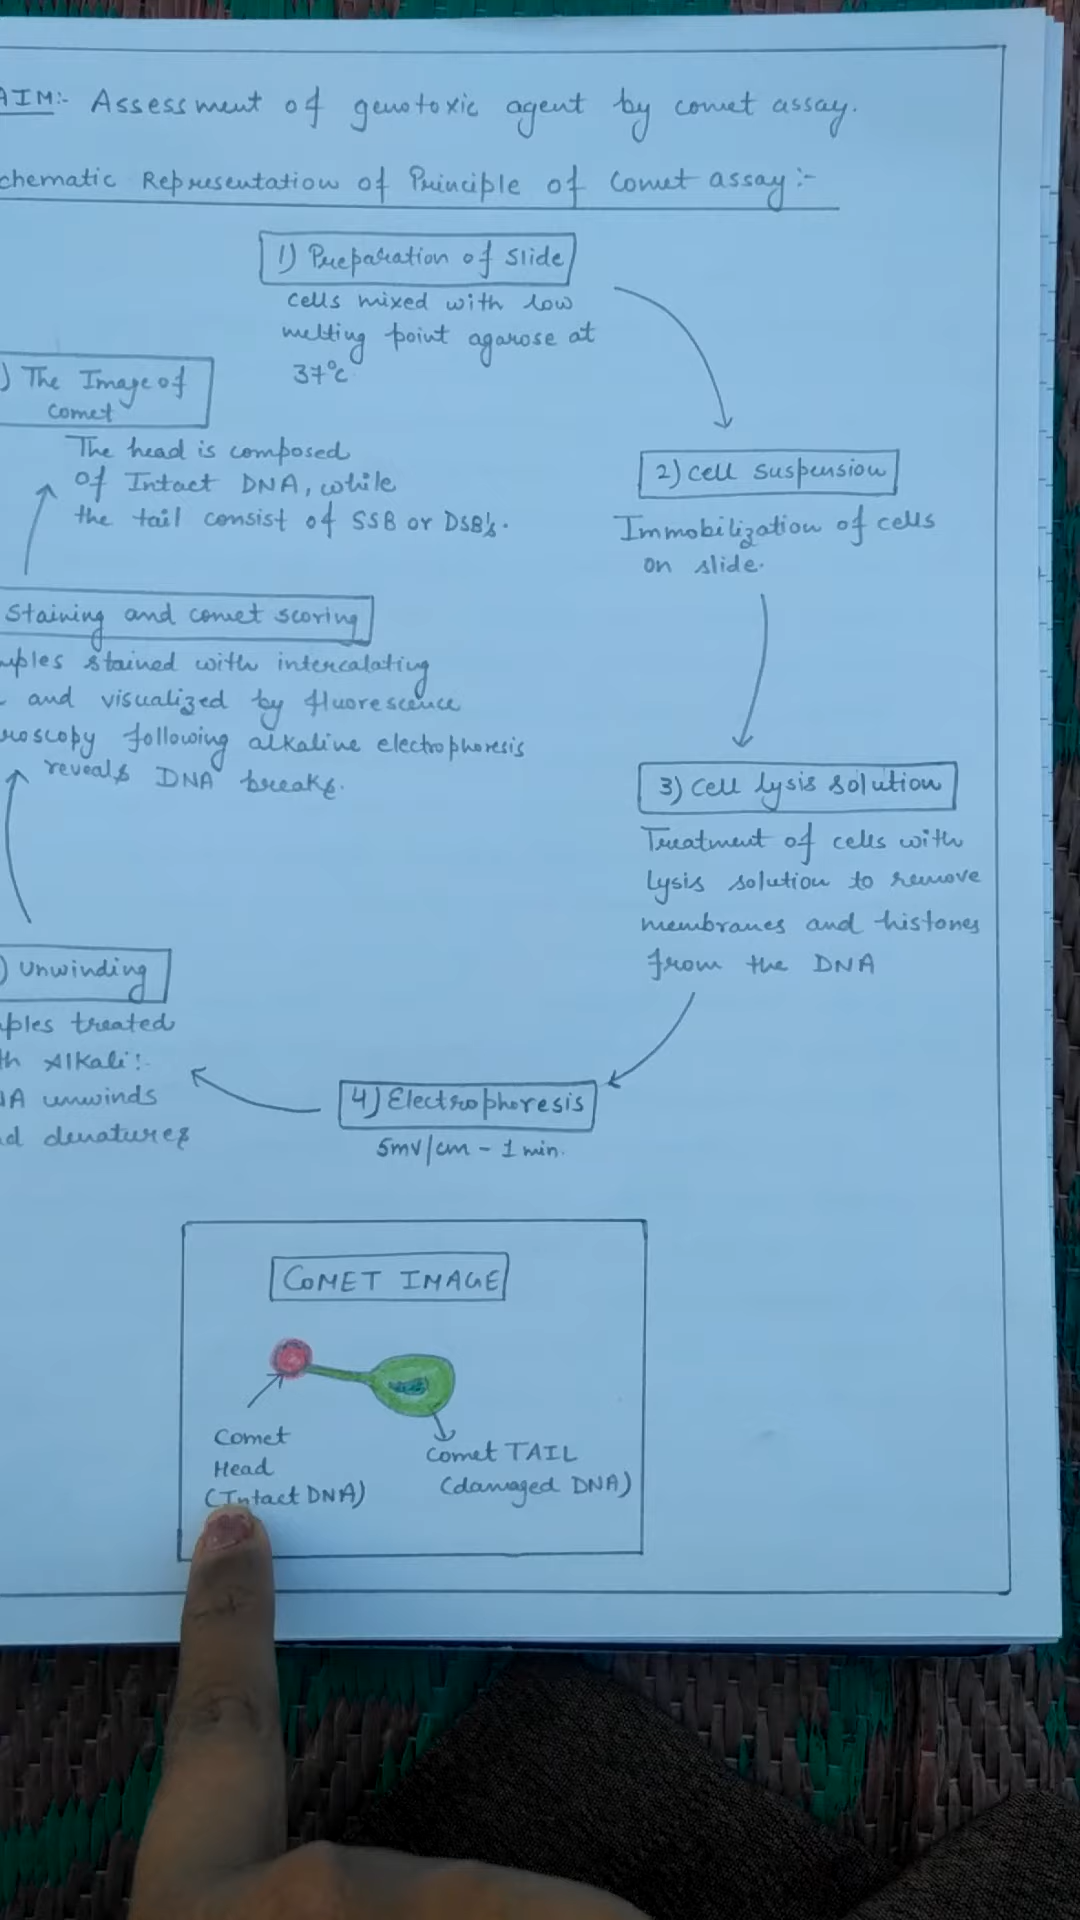 AIM:- Assessment of genotoxic agent by comet assay.
chematic Representation of Principle of Comet assay:-
1) Preparation of slide
cells mixed with low
melting point agarose at
37°c
2) cell suspension
Immobilization of cells
on slide.
3) cell lysis solution
Treatment of cells with
lysis solution to remove
membranes and histones
from the DNA
4) Electrophoresis
5mv/cm - 1 min.
) Unwinding
ples treated
th Alkali:
NA unwinds
nd denatures
Staining and comet scoring
mples stained with intercalating
and visualized by fluorescence
roscopy following alkaline electrophoresis
reveals DNA breaks.
) The Image of
comet
The head is composed
of Intact DNA, while
the tail consist of SSB or DSB's.
COMET IMAGE
Comet
Head
(Intact DNA)
Comet TAIL
(damaged DNA)